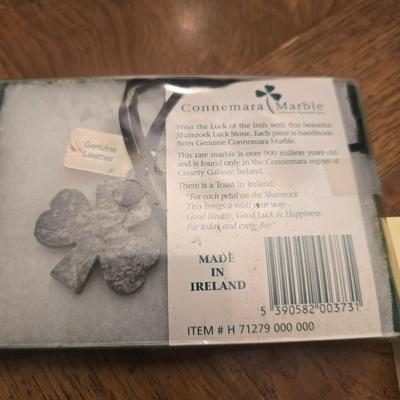 Connemara Marble
Wear the Luck of the Irish with this beautiful
Shamrock Luck Stone. Each piece is handmade
from Genuine Connemara Marble.
This rare marble is over 900 million years old
and is found only in the Connemara region of
County Galway, Ireland.
There is a Toast In Ireland:-
"For each petal on the Shamrock
This brings a wish your way -
Good Health, Good Luck & Happiness
For today and every day".
Genuine
Leather
MADE
IN
IRELAND
5 390582 003731
ITEM # H 71279 000 000